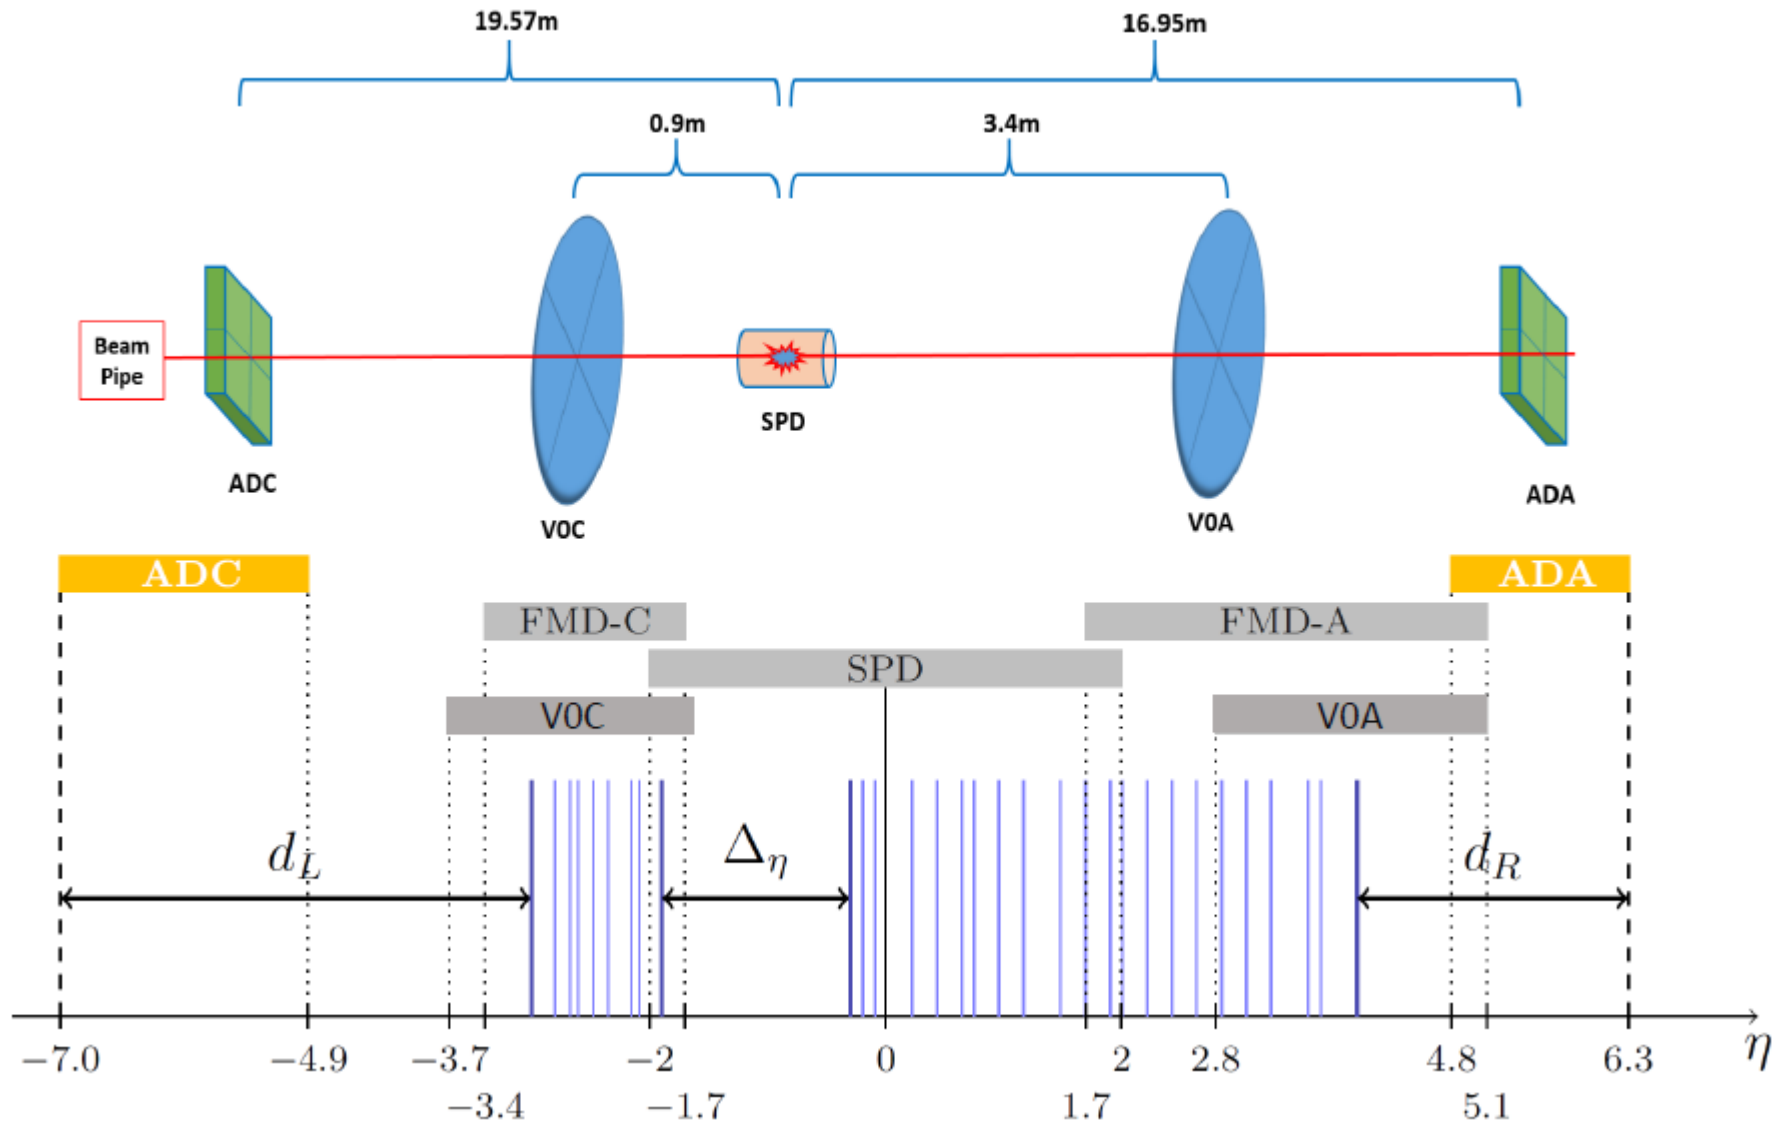 19.57m
16.95m
0.9m
3.4m
Beam
Pipe
SPD
ADC
V0C
V0A
ADA
ADC
ADA
FMD-C
FMD-A
SPD
V0C
V0A
d_L
Δ_η
d_R
−7.0
−4.9
−3.7
−2
0
2
2.8
4.8
6.3
η
−3.4
−1.7
1.7
5.1